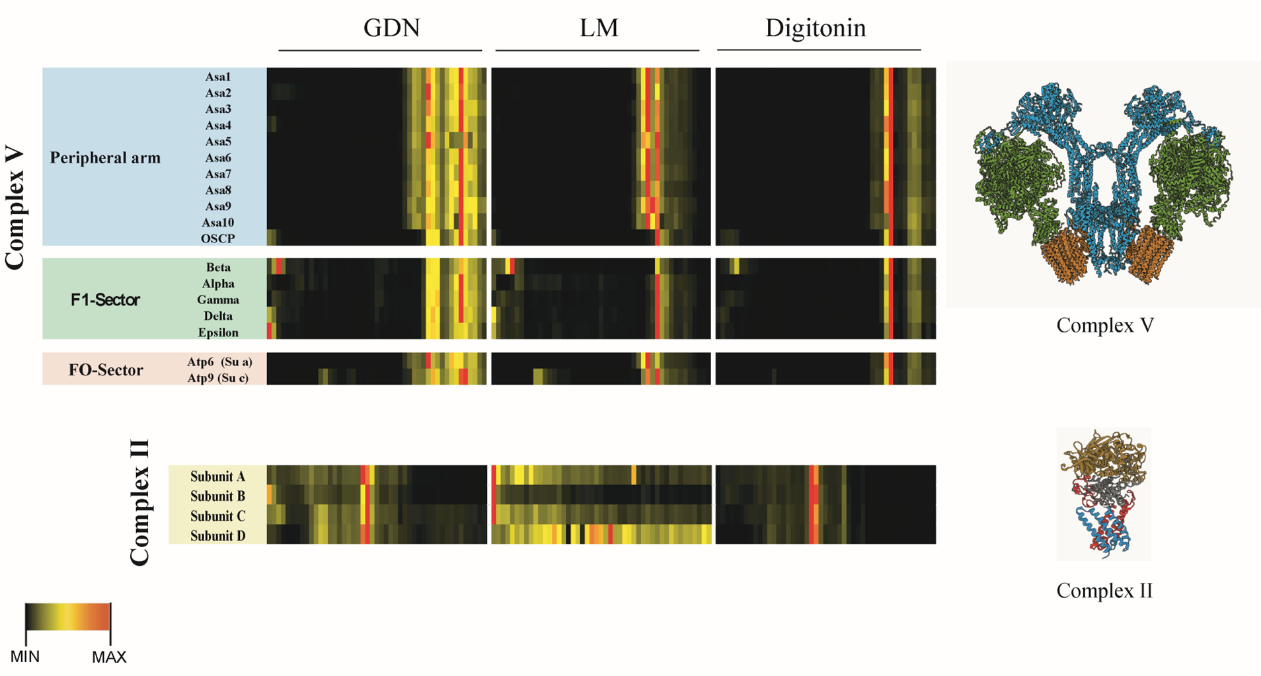 GDN LM Digitonin
Complex V
Peripheral arm
Asa1
Asa2
Asa3
Asa4
Asa5
Asa6
Asa7
Asa8
Asa9
Asa10
OSCP
F1-Sector
Beta
Alpha
Gamma
Delta
Epsilon
FO-Sector
Atp6 (Su a)
Atp9 (Su c)
Complex V
Complex II
Subunit A
Subunit B
Subunit C
Subunit D
Complex II
MIN MAX